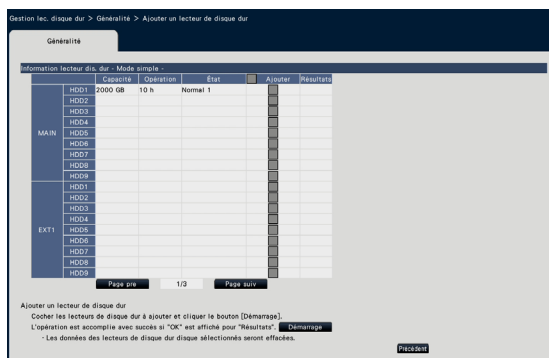 Gestion lec. disque dur > Généralité > Ajouter un lecteur de disque dur
Généralité
Information lecteur dis. dur - Mode simple -
Capacité Opération État Ajouter Résultats
MAIN
HDD1 2000 GB 10 h Normal 1
HDD2
HDD3
HDD4
HDD5
HDD6
HDD7
HDD8
HDD9
EXT1
HDD1
HDD2
HDD3
HDD4
HDD5
HDD6
HDD7
HDD8
HDD9
Page pre 1/3 Page suiv
Ajouter un lecteur de disque dur
Cocher les lecteurs de disque dur à ajouter et cliquer le bouton [Démarrage].
L'opération est accomplie avec succès si "OK" est affiché pour "Résultats". Démarrage
- Les données des lecteurs de disque dur disque sélectionnés seront effacées.
Précédent